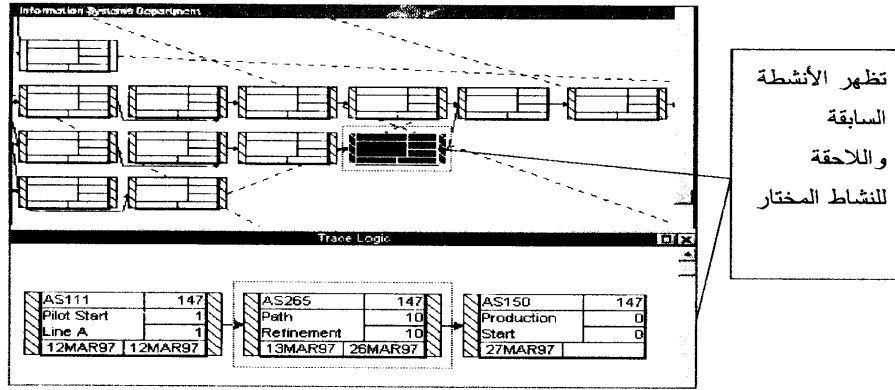 Information Systems Department
تظهر الأنشطة
السابقة
واللاحقة
للنشاط المختار
Trace Logic
AS111 147
Pilot Start 1
Line A 1
12MAR97 12MAR97
AS265 147
Path 10
Refinement 10
13MAR97 26MAR97
AS150 147
Production 0
Start 0
27MAR97